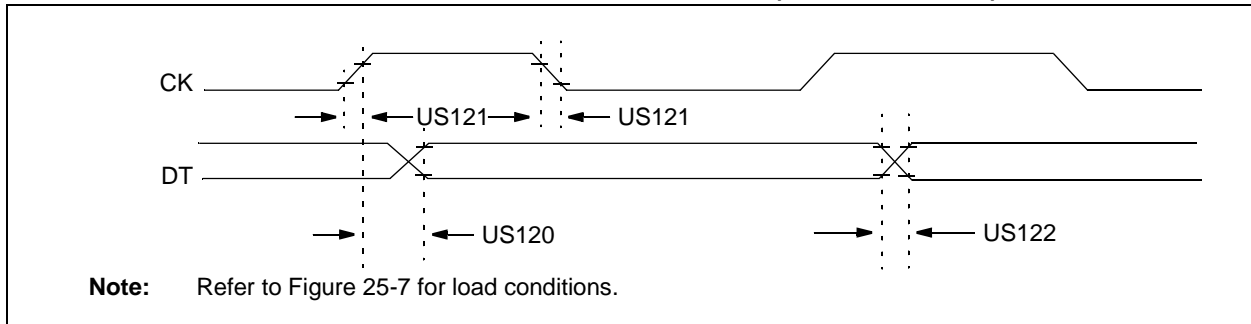 CK
US121 US121
DT
US120 US122
Note: Refer to Figure 25-7 for load conditions.